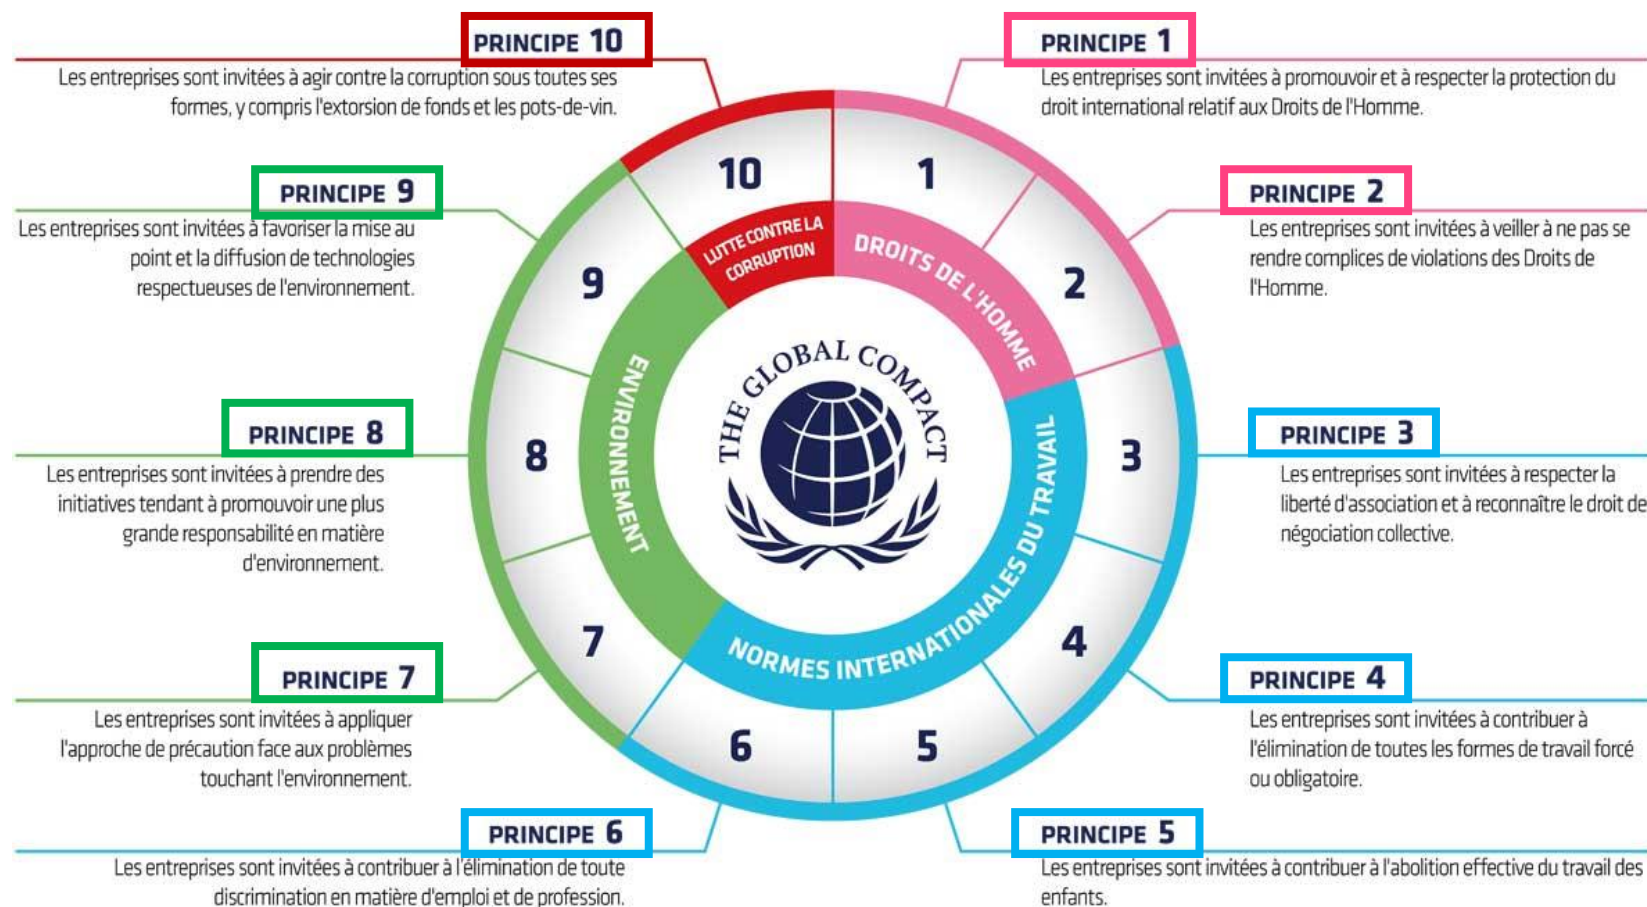 PRINCIPE 10
Les entreprises sont invitées à agir contre la corruption sous toutes ses
formes, y compris l'extorsion de fonds et les pots-de-vin.
PRINCIPE 1
Les entreprises sont invitées à promouvoir et à respecter la protection du
droit international relatif aux Droits de l'Homme.
PRINCIPE 9
Les entreprises sont invitées à favoriser la mise au
point et la diffusion de technologies
respectueuses de l'environnement.
PRINCIPE 2
Les entreprises sont invitées à veiller à ne pas se
rendre complices de violations des Droits de
l'Homme.
PRINCIPE 8
Les entreprises sont invitées à prendre des
initiatives tendant à promouvoir une plus
grande responsabilité en matière
d'environnement.
PRINCIPE 3
Les entreprises sont invitées à respecter la
liberté d'association et à reconnaître le droit de
négociation collective.
PRINCIPE 7
Les entreprises sont invitées à appliquer
l'approche de précaution face aux problèmes
touchant l'environnement.
PRINCIPE 4
Les entreprises sont invitées à contribuer à
l'élimination de toutes les formes de travail forcé
ou obligatoire.
PRINCIPE 6
Les entreprises sont invitées à contribuer à l'élimination de toute
discrimination en matière d'emploi et de profession.
PRINCIPE 5
Les entreprises sont invitées à contribuer à l'abolition effective du travail des
enfants.
10
1
9
2
8
3
7
4
6
5
LUTTE CONTRE LA
CORRUPTION
DROITS DE L'HOMME
ENVIRONNEMENT
NORMES INTERNATIONALES DU TRAVAIL
THE GLOBAL COMPACT